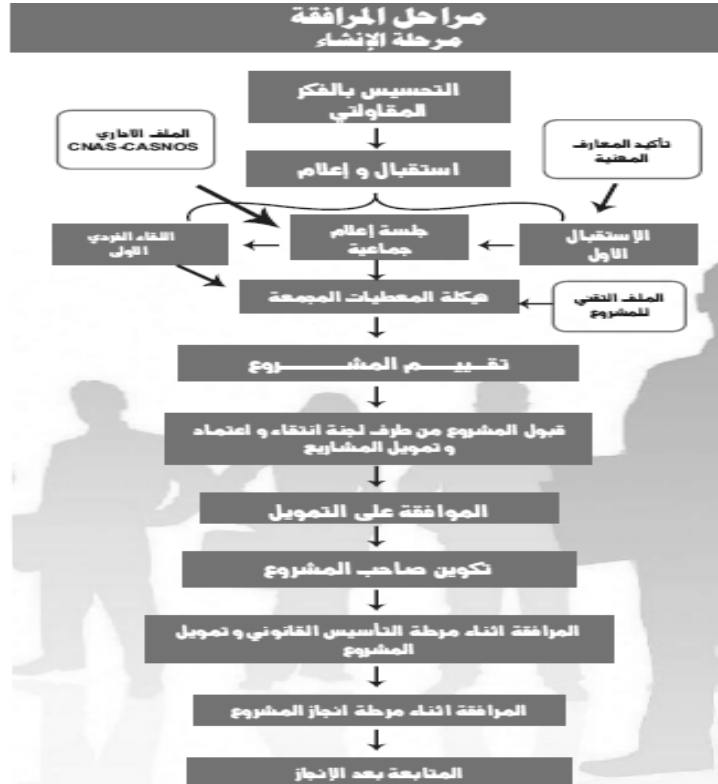 مراحل المرافقة
مرحلة الإنشاء
التحسيس بالفكر
المقاولتي
الملف الاداري
CNAS-CASNOS
تأكيد المعارف
المهنية
استقبال و إعلام
الإستقبال
الاول
جلسة إعلام
جماعية
اللقاء الفردي
الاولى
هيكلة المعطيات المجمعة
الملف التقني
للمشروع
تقييم المشروع
قبول المشروع من طرف لجنة انتقاء و اعتماد
و تمويل المشاريع
الموافقة على التمويل
تكوين صاحب المشروع
المرافقة اثناء مرحلة التأسيس القانوني و تمويل
المشروع
المرافقة اثناء مرحلة انجاز المشروع
المتابعة بعد الإنجاز